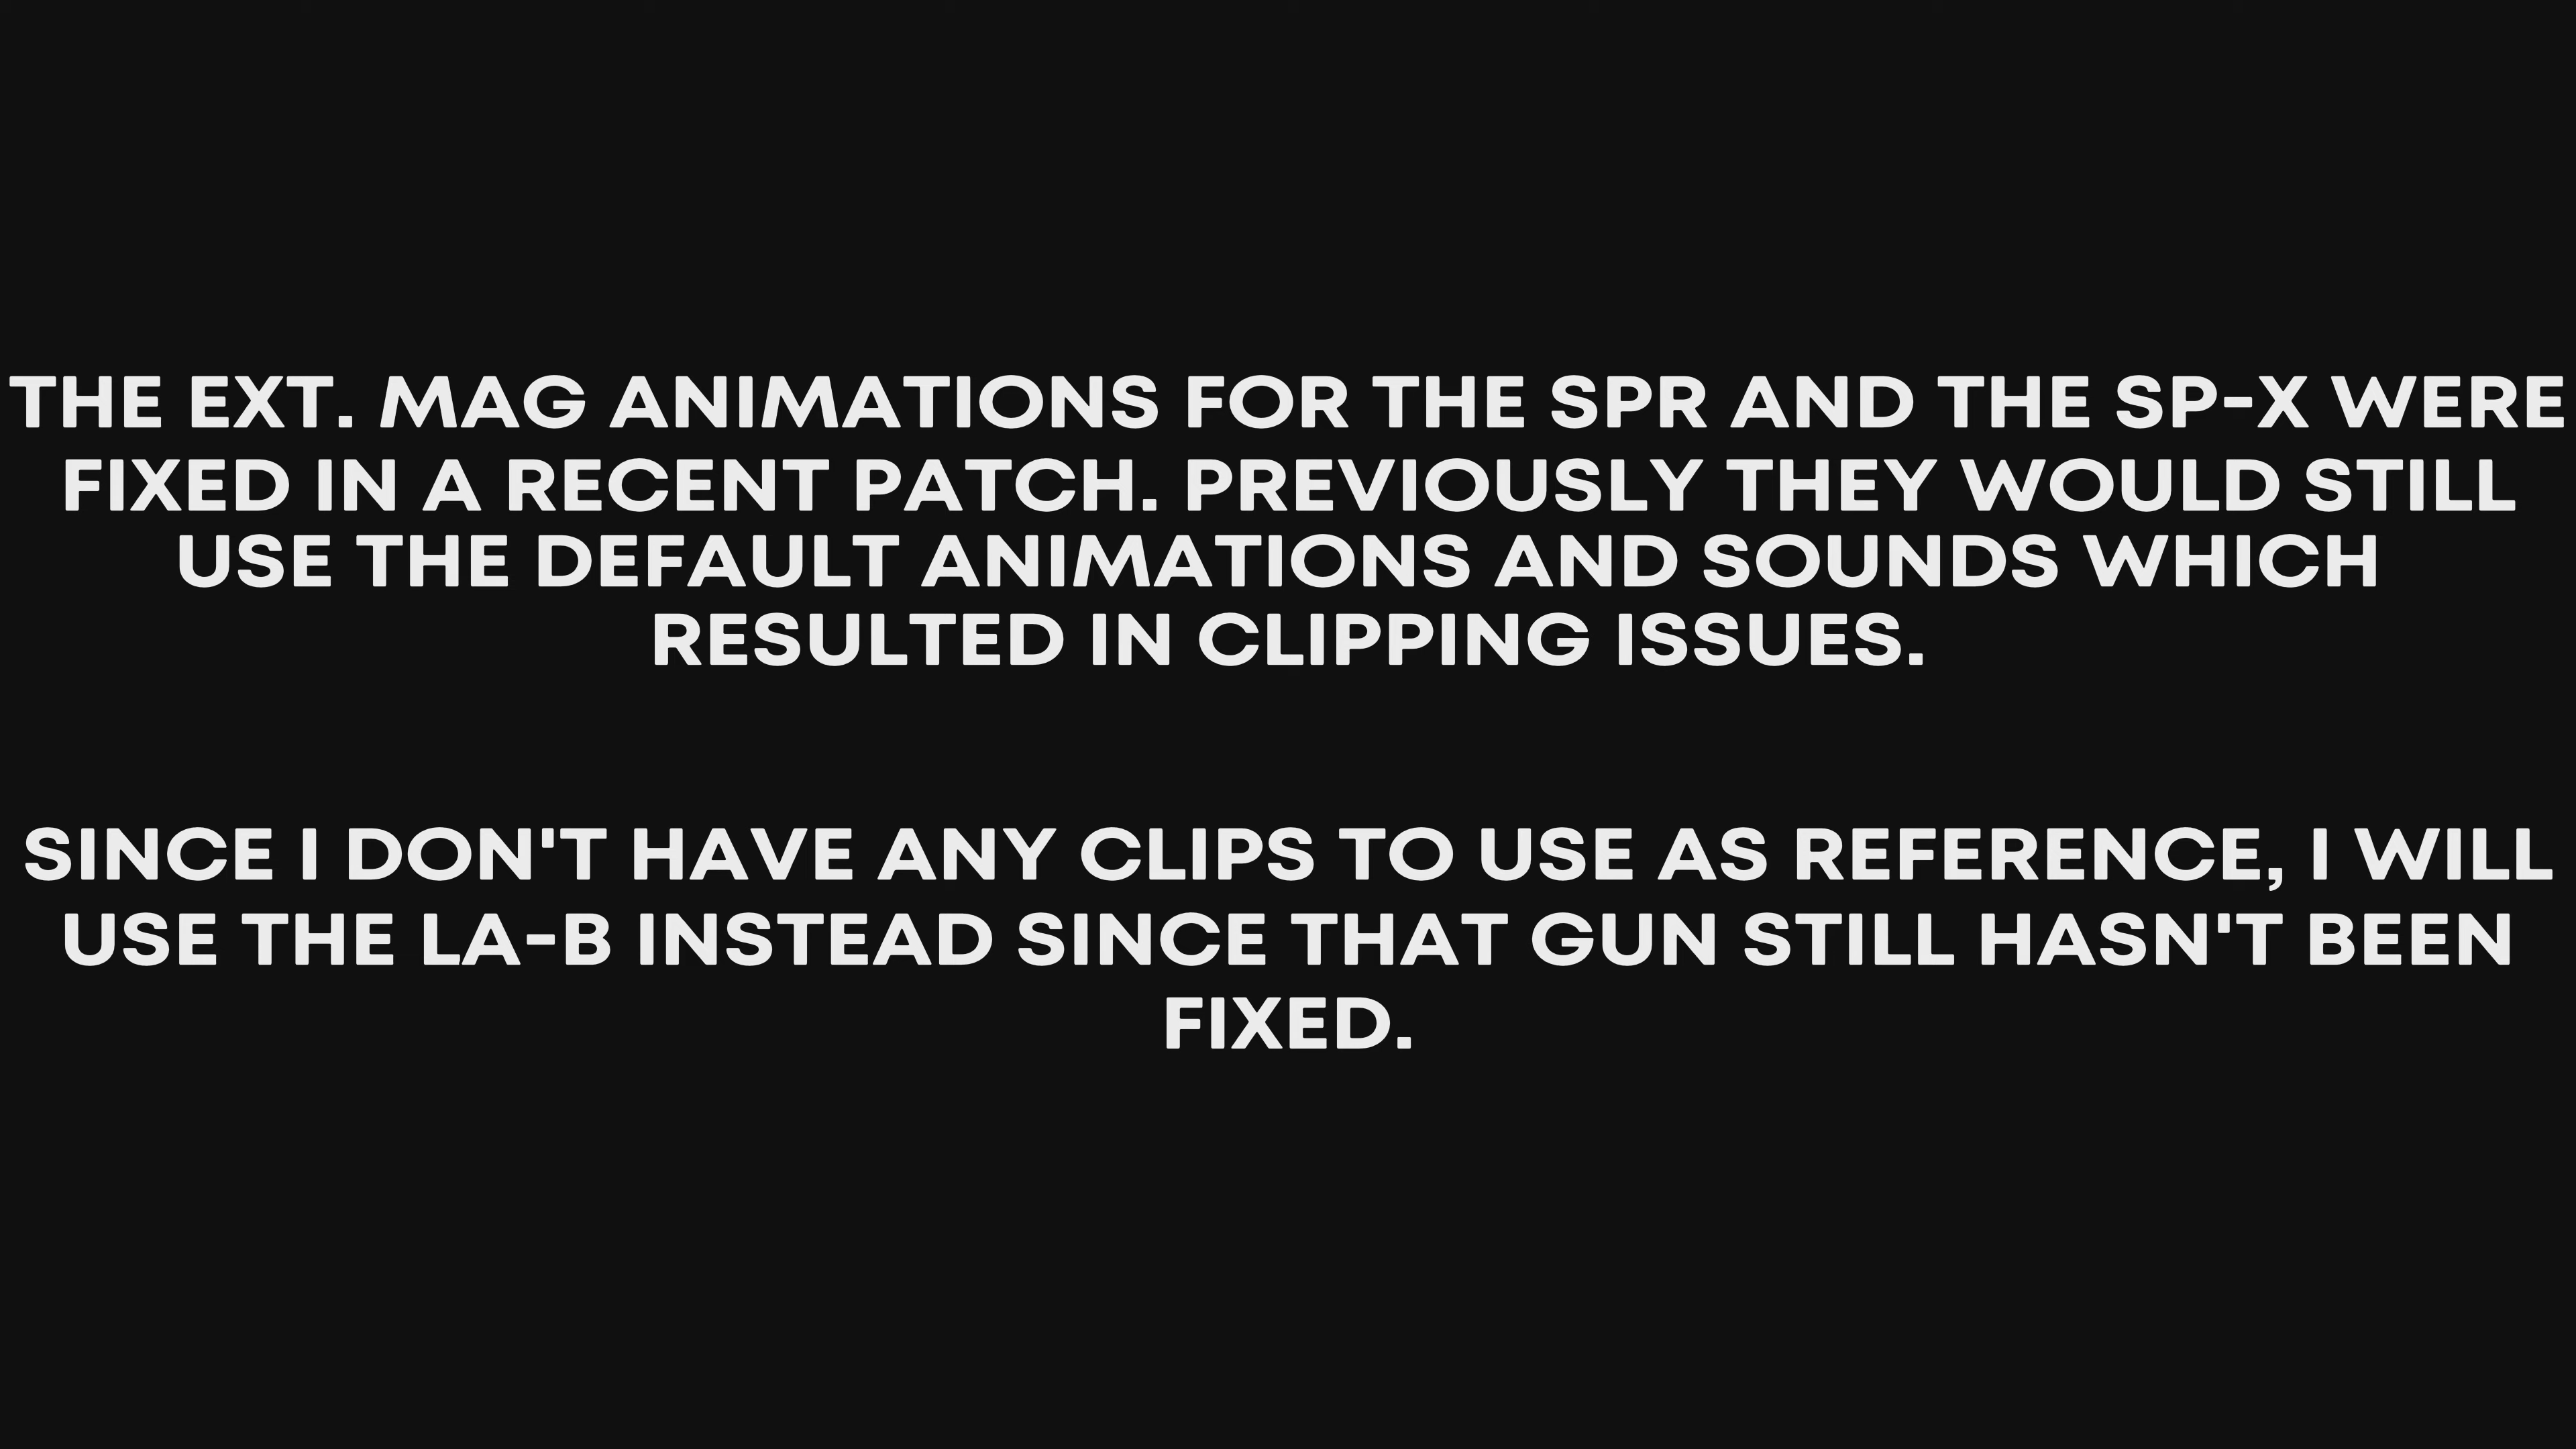 THE EXT. MAG ANIMATIONS FOR THE SPR AND THE SP-X WERE
FIXED IN A RECENT PATCH. PREVIOUSLY THEY WOULD STILL
USE THE DEFAULT ANIMATIONS AND SOUNDS WHICH
RESULTED IN CLIPPING ISSUES.
SINCE I DON'T HAVE ANY CLIPS TO USE AS REFERENCE, I WILL
USE THE LA-B INSTEAD SINCE THAT GUN STILL HASN'T BEEN
FIXED.